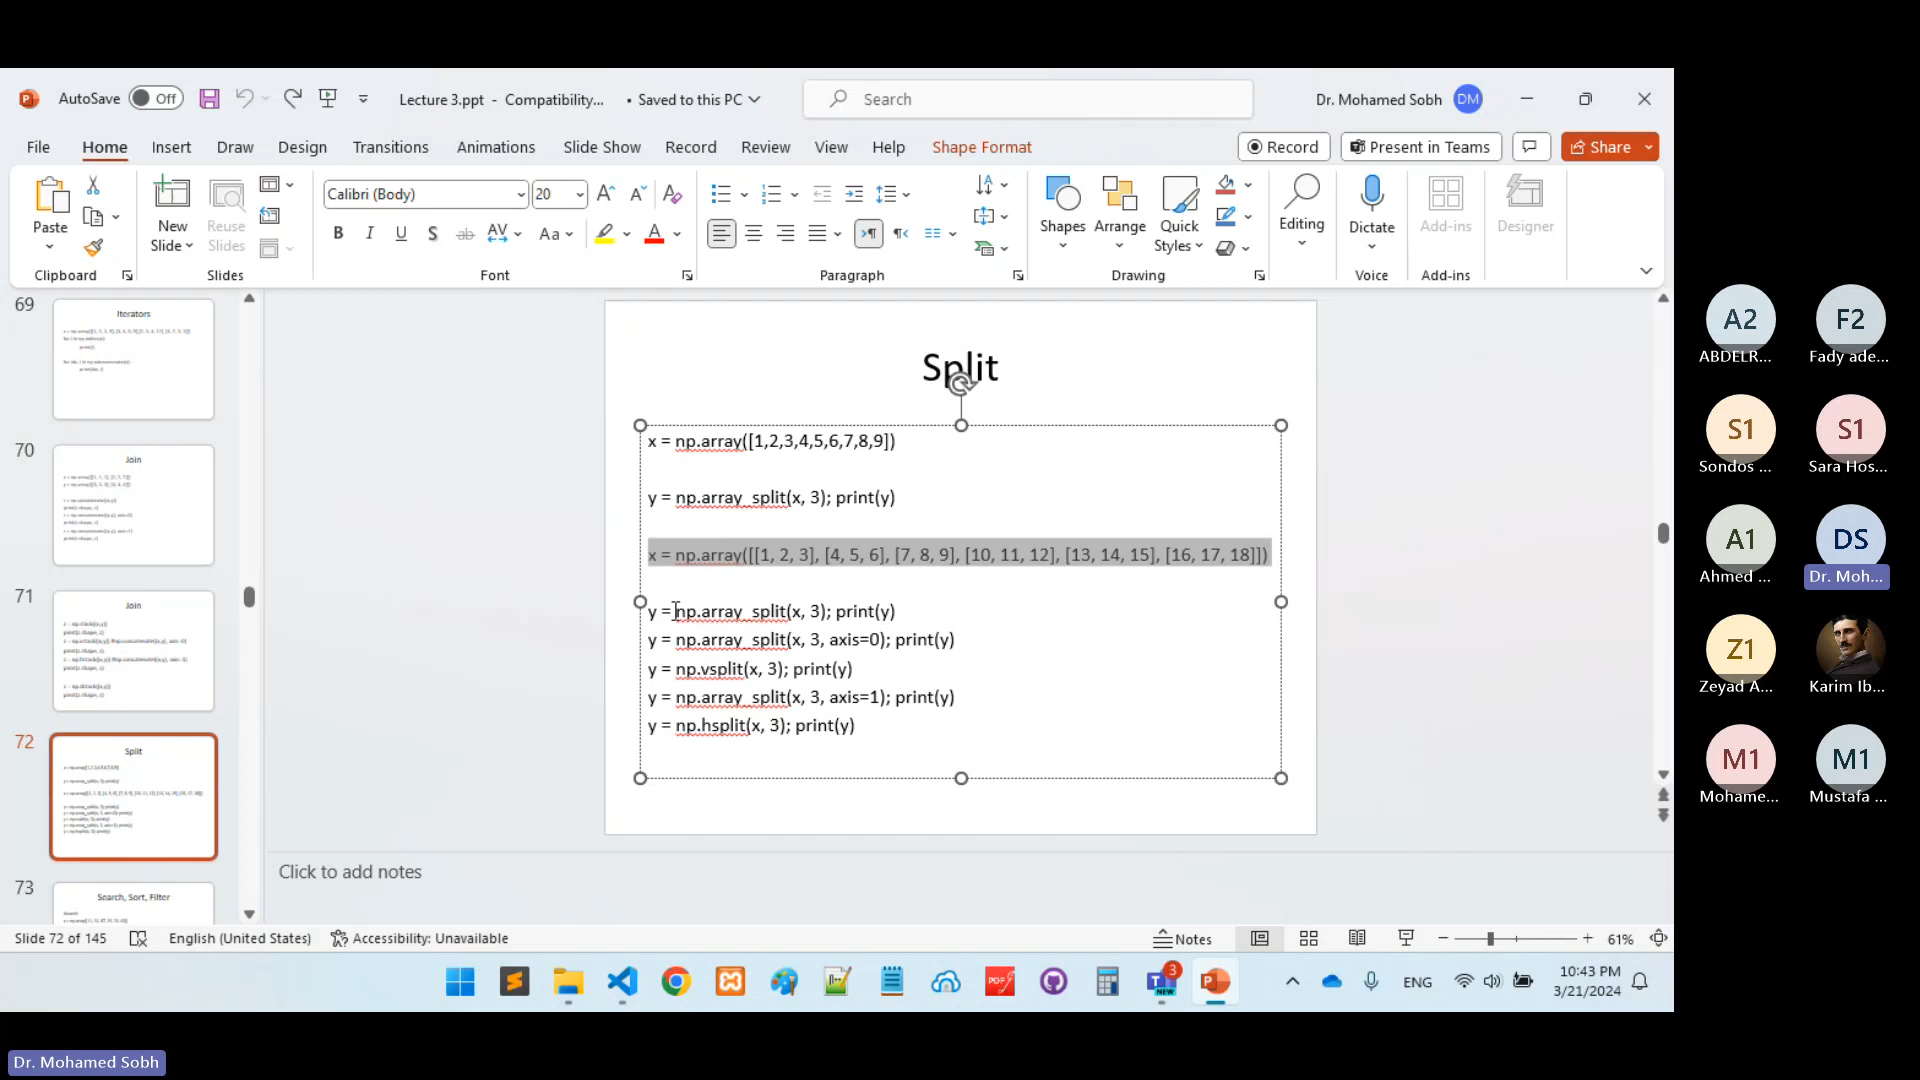 AutoSave
Off
Lecture 3.ppt - Compatibility... • Saved to this PC
Search
Dr. Mohamed Sobh
DM
File
Home
Insert
Draw
Design
Transitions
Animations
Slide Show
Record
Review
View
Help
Shape Format
Record
Present in Teams
Share
Paste
Clipboard
New
Slide
Reuse
Slides
Slides
Calibri (Body)
20
B I U S ab AV Aa A
Font
Paragraph
Shapes
Arrange
Quick
Styles
Drawing
Editing
Dictate
Voice
Add-ins
Add-ins
Designer
69
Iterators
70
Join
71
Join
72
Split
73
Search, Sort, Filter
Split
x = np.array([1,2,3,4,5,6,7,8,9])
y = np.array_split(x, 3); print(y)
x = np.array([[1, 2, 3], [4, 5, 6], [7, 8, 9], [10, 11, 12], [13, 14, 15], [16, 17, 18]])
y = np.array_split(x, 3); print(y)
y = np.array_split(x, 3, axis=0); print(y)
y = np.vsplit(x, 3); print(y)
y = np.array_split(x, 3, axis=1); print(y)
y = np.hsplit(x, 3); print(y)
Click to add notes
Slide 72 of 145
English (United States)
Accessibility: Unavailable
Notes
61%
3
NEW
ENG
10:43 PM
3/21/2024
A2
ABDELR...
F2
Fady ade...
S1
Sondos ...
S1
Sara Hos...
A1
Ahmed ...
DS
Dr. Moh...
Z1
Zeyad A...
Karim Ib...
M1
Mohame...
M1
Mustafa ...
Dr. Mohamed Sobh